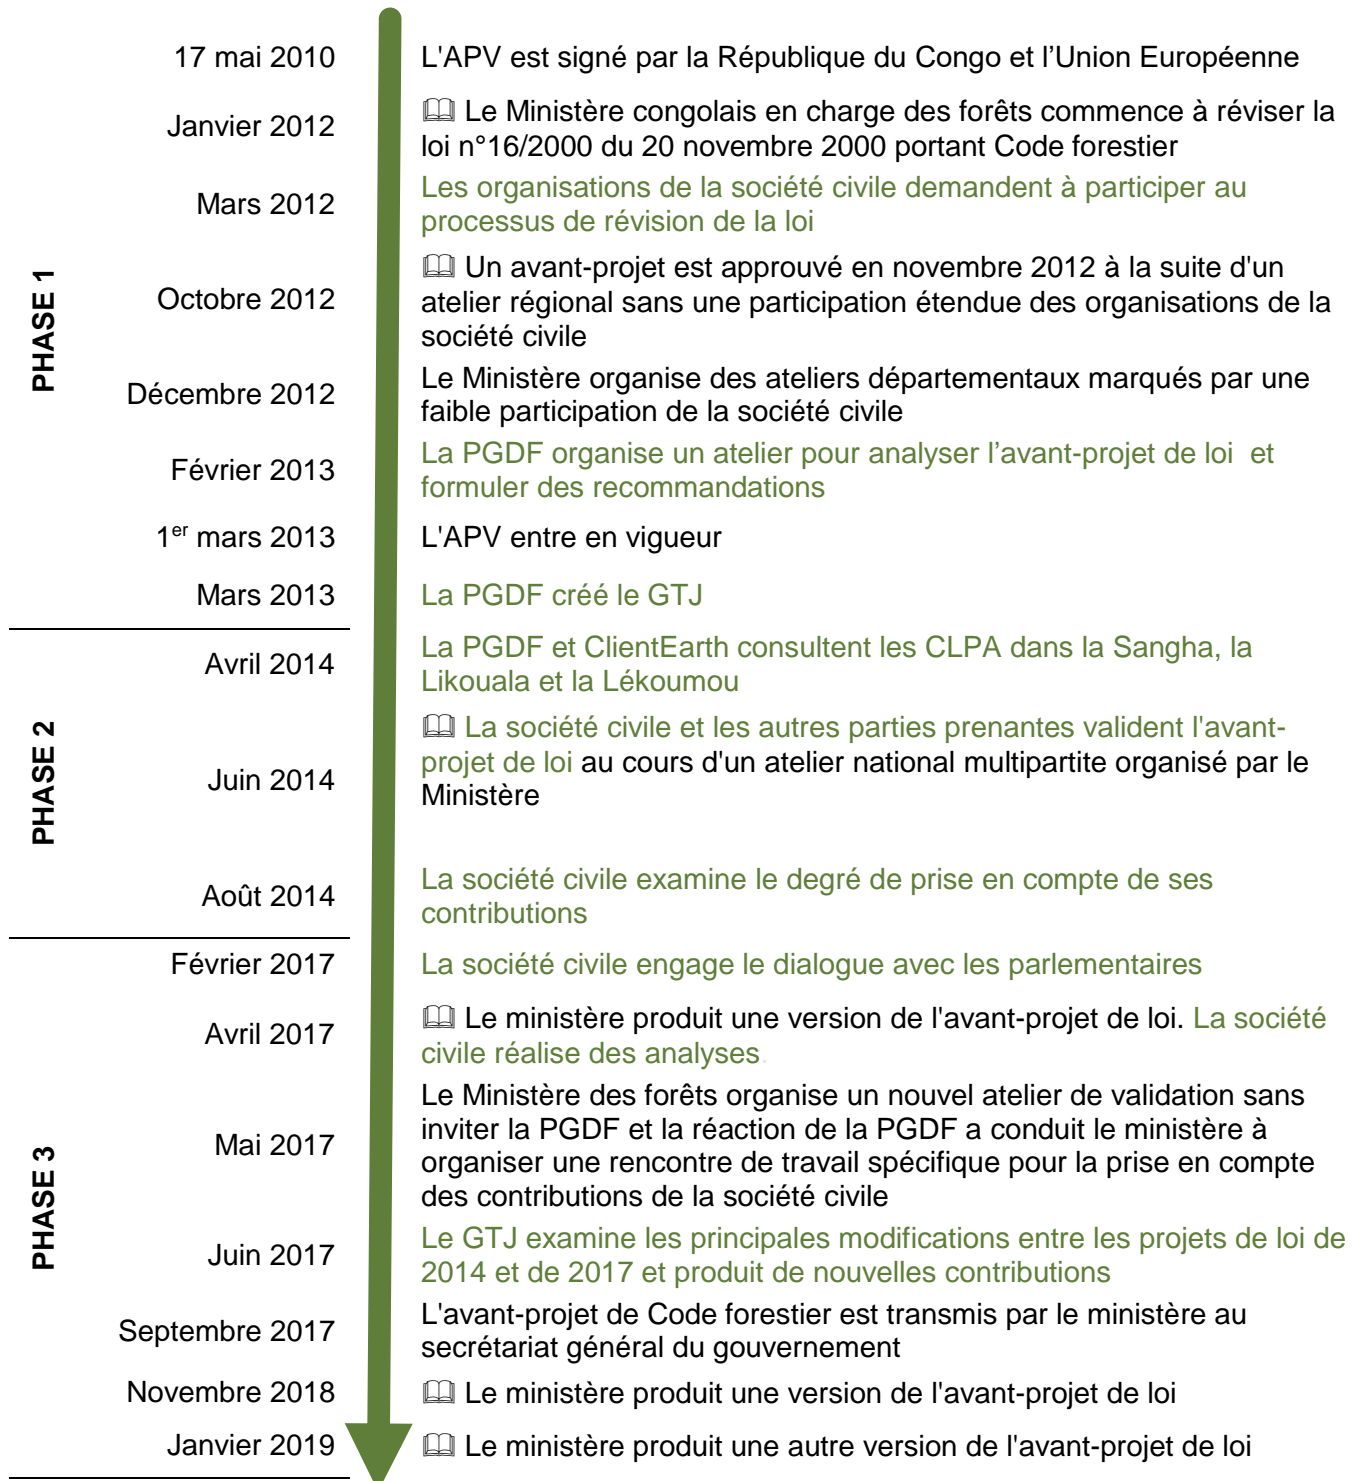 17 mai 2010
L'APV est signé par la République du Congo et l’Union Européenne
Janvier 2012
🕮 Le Ministère congolais en charge des forêts commence à réviser la
loi n°16/2000 du 20 novembre 2000 portant Code forestier
Mars 2012
Les organisations de la société civile demandent à participer au
processus de révision de la loi
PHASE 1
Octobre 2012
🕮 Un avant-projet est approuvé en novembre 2012 à la suite d'un
atelier régional sans une participation étendue des organisations de la
société civile
Décembre 2012
Le Ministère organise des ateliers départementaux marqués par une
faible participation de la société civile
Février 2013
La PGDF organise un atelier pour analyser l’avant-projet de loi et
formuler des recommandations
1er mars 2013
L'APV entre en vigueur
Mars 2013
La PGDF créé le GTJ
PHASE 2
Avril 2014
La PGDF et ClientEarth consultent les CLPA dans la Sangha, la
Likouala et la Lékoumou
Juin 2014
🕮 La société civile et les autres parties prenantes valident l'avant-
projet de loi au cours d'un atelier national multipartite organisé par le
Ministère
Août 2014
La société civile examine le degré de prise en compte de ses
contributions
PHASE 3
Février 2017
La société civile engage le dialogue avec les parlementaires
Avril 2017
🕮 Le ministère produit une version de l'avant-projet de loi. La société
civile réalise des analyses.
Mai 2017
Le Ministère des forêts organise un nouvel atelier de validation sans
inviter la PGDF et la réaction de la PGDF a conduit le ministère à
organiser une rencontre de travail spécifique pour la prise en compte
des contributions de la société civile
Juin 2017
Le GTJ examine les principales modifications entre les projets de loi de
2014 et de 2017 et produit de nouvelles contributions
Septembre 2017
L'avant-projet de Code forestier est transmis par le ministère au
secrétariat général du gouvernement
Novembre 2018
🕮 Le ministère produit une version de l'avant-projet de loi
Janvier 2019
🕮 Le ministère produit une autre version de l'avant-projet de loi